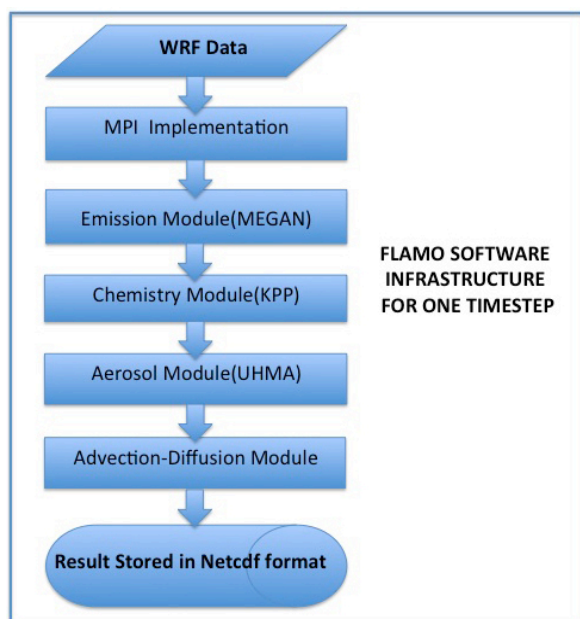 WRF Data
MPI Implementation
Emission Module(MEGAN)
Chemistry Module(KPP)
Aerosol Module(UHMA)
Advection-Diffusion Module
Result Stored in Netcdf format
FLAMO SOFTWARE
INFRASTRUCTURE
FOR ONE TIMESTEP